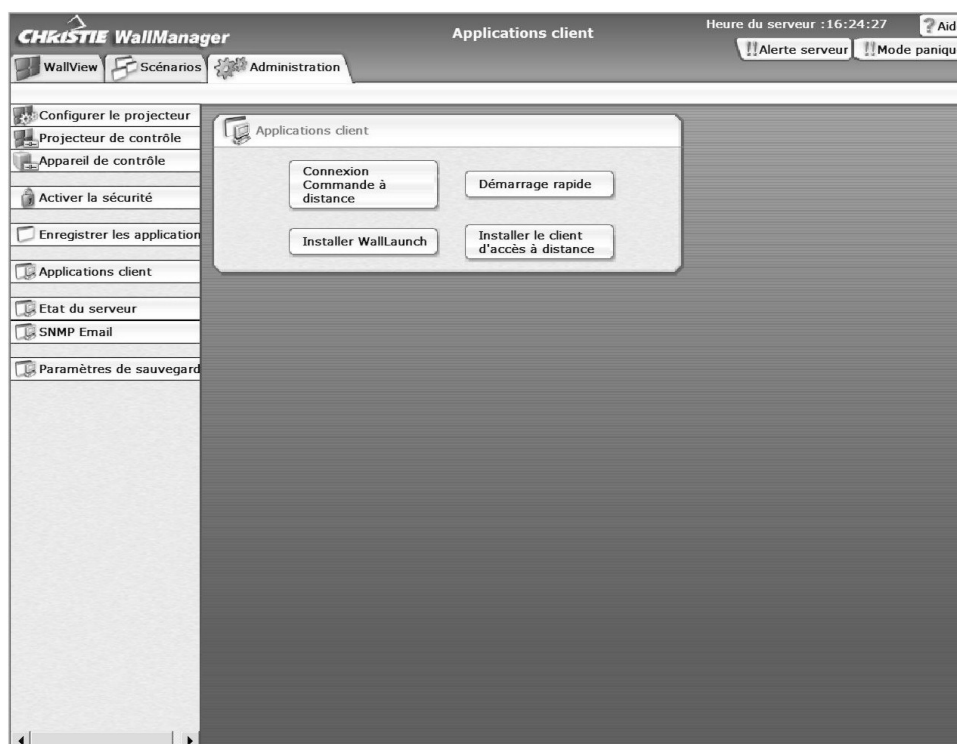 CHRISTIE WallManager
Applications client
Heure du serveur :16:24:27
Aid
!!Alerte serveur
!!Mode paniqu
WallView
Scénarios
Administration
Configurer le projecteur
Projecteur de contrôle
Appareil de contrôle
Activer la sécurité
Enregistrer les application
Applications client
Etat du serveur
SNMP Email
Paramètres de sauvegard
Applications client
Connexion
Commande à
distance
Démarrage rapide
Installer WallLaunch
Installer le client
d'accès à distance